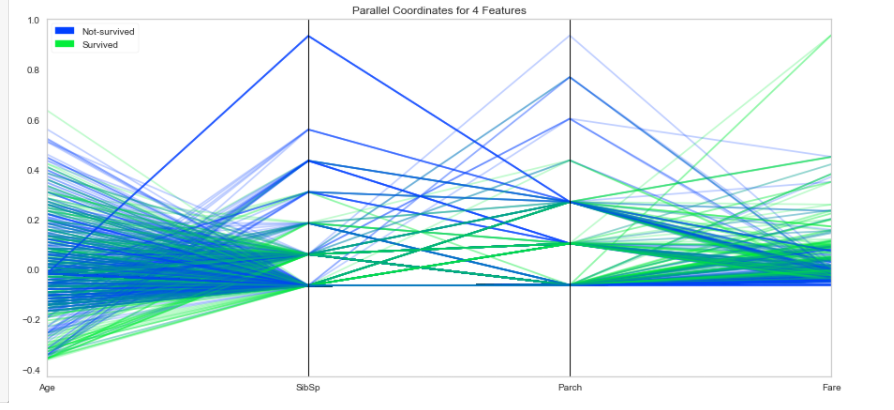 Parallel Coordinates for 4 Features
1.0
Not-survived
Survived
0.8
0.6
0.4
0.2
0.0
−0.2
−0.4
Age SibSp Parch Fare